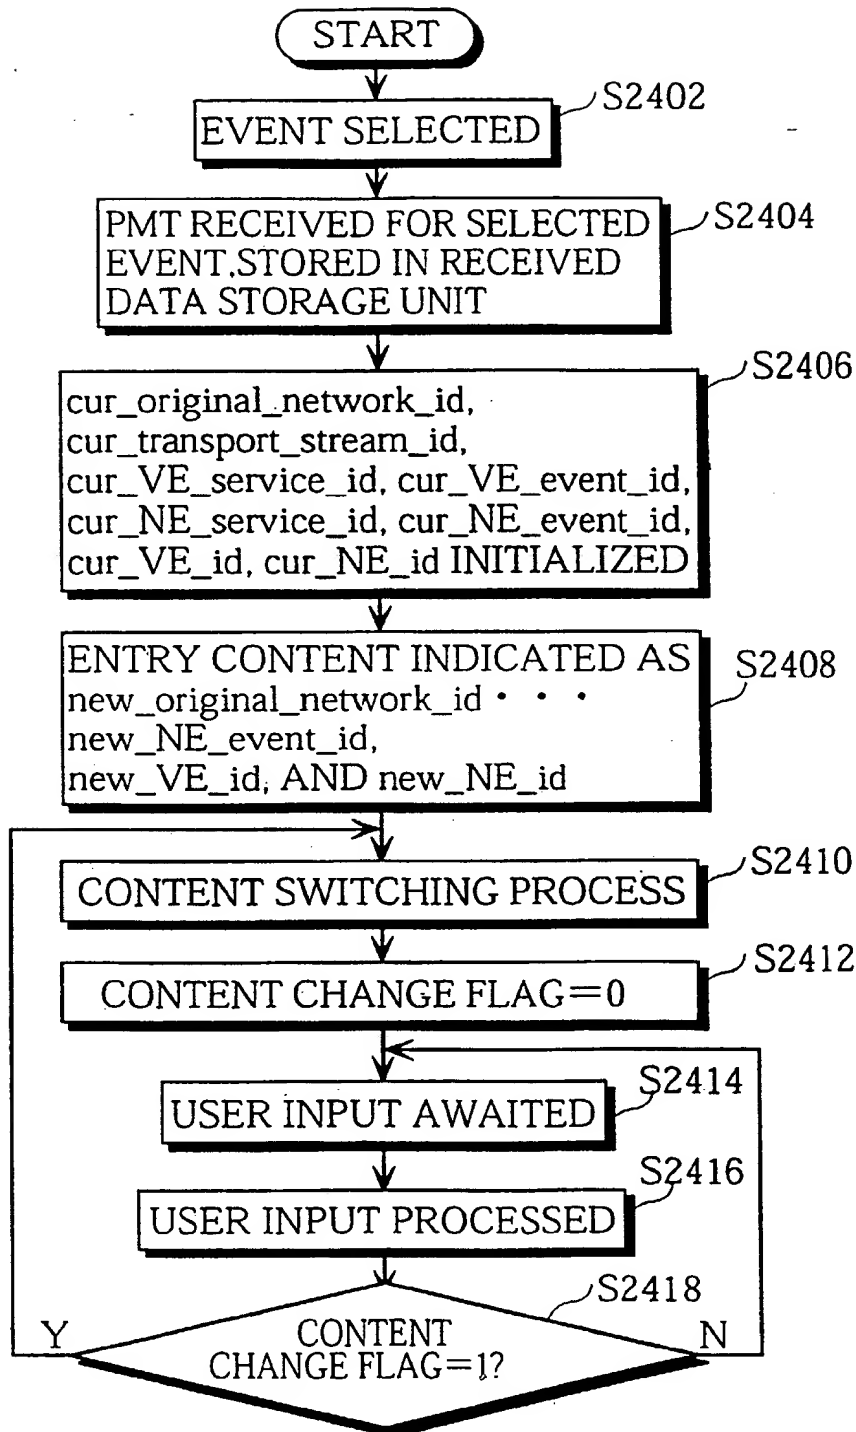 START
EVENT SELECTED
S2402
PMT RECEIVED FOR SELECTED
EVENT,STORED IN RECEIVED
DATA STORAGE UNIT
S2404
cur_original_network_id,
cur_transport_stream_id,
cur_VE_service_id, cur_VE_event_id,
cur_NE_service_id, cur_NE_event_id,
cur_VE_id, cur_NE_id INITIALIZED
S2406
ENTRY CONTENT INDICATED AS
new_original_network_id・・・
new_NE_event_id,
new_VE_id, AND new_NE_id
S2408
CONTENT SWITCHING PROCESS
S2410
CONTENT CHANGE FLAG=0
S2412
USER INPUT AWAITED
S2414
USER INPUT PROCESSED
S2416
S2418
Y
CONTENT
CHANGE FLAG=1?
N